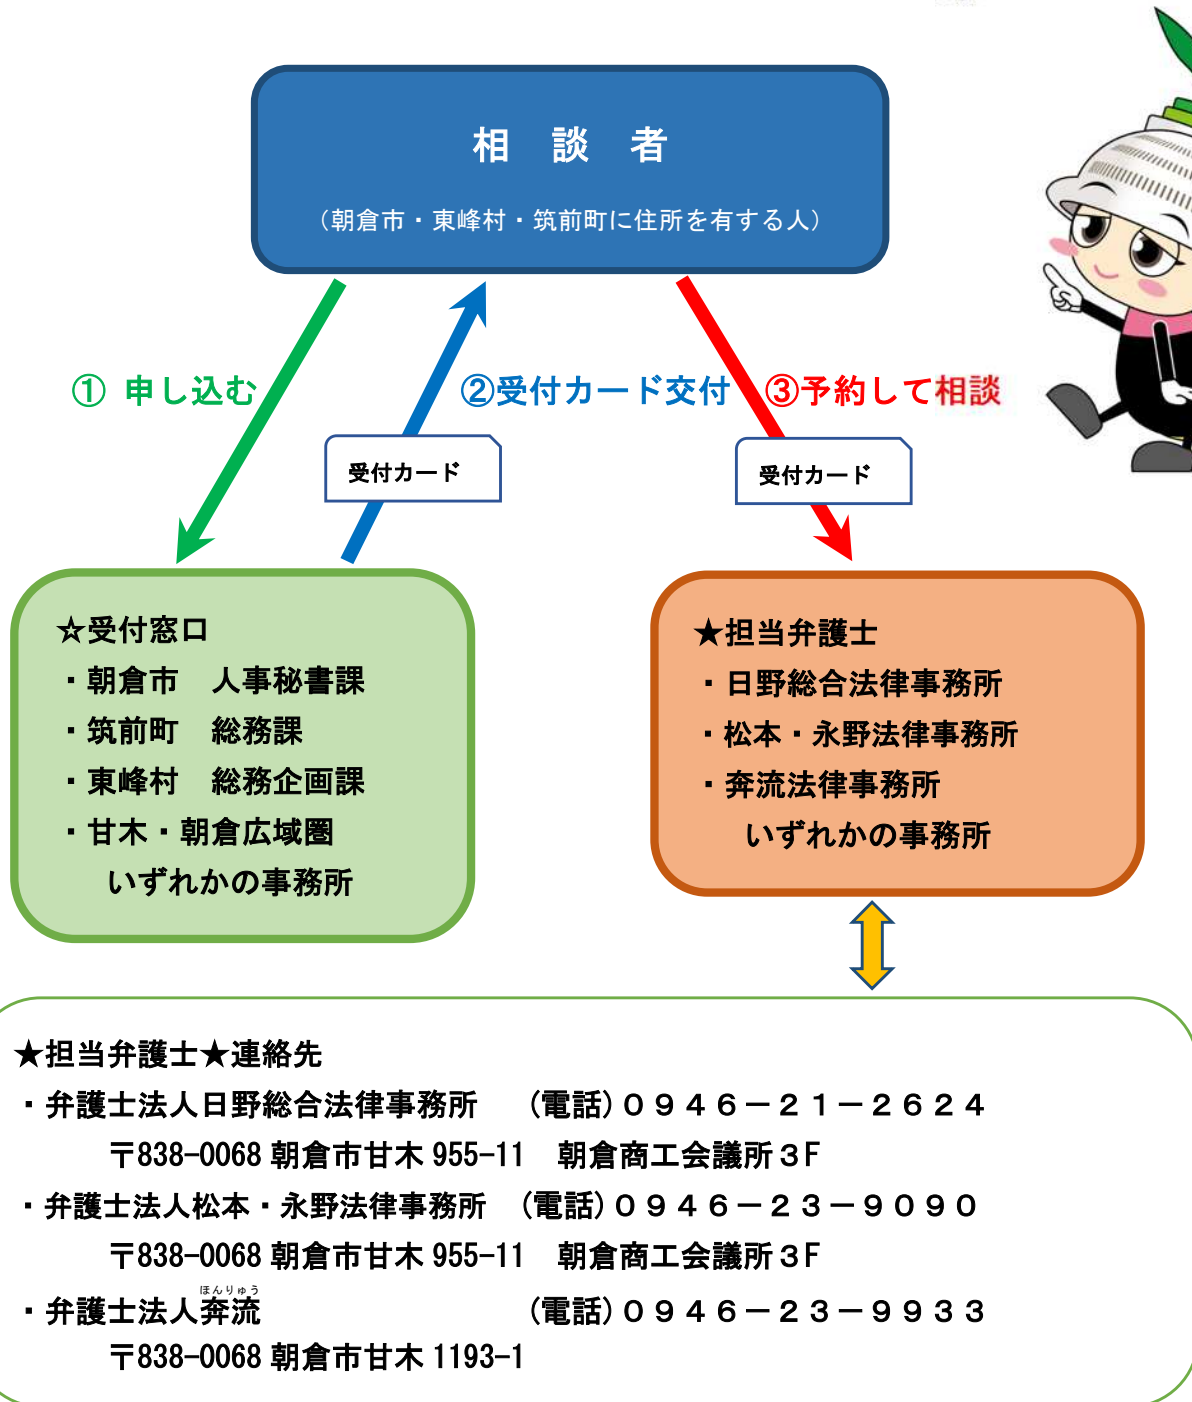 相　談　者
（朝倉市・東峰村・筑前町に住所を有する人）
① 申し込む
②受付カード交付
③予約して相談
受付カード
受付カード
☆受付窓口
・朝倉市　人事秘書課
・筑前町　総務課
・東峰村　総務企画課
・甘木・朝倉広域圏
いずれかの事務所
★担当弁護士
・日野総合法律事務所
・松本・永野法律事務所
・奔流法律事務所
いずれかの事務所
★担当弁護士★連絡先
・弁護士法人日野総合法律事務所　（電話）０９４６－２１－２６２４
〒838-0068 朝倉市甘木 955-11　朝倉商工会議所３F
・弁護士法人松本・永野法律事務所　（電話）０９４６－２３－９０９０
〒838-0068 朝倉市甘木 955-11　朝倉商工会議所３F
ほんりゅう
・弁護士法人奔流　（電話）０９４６－２３－９９３３
〒838-0068 朝倉市甘木 1193-1